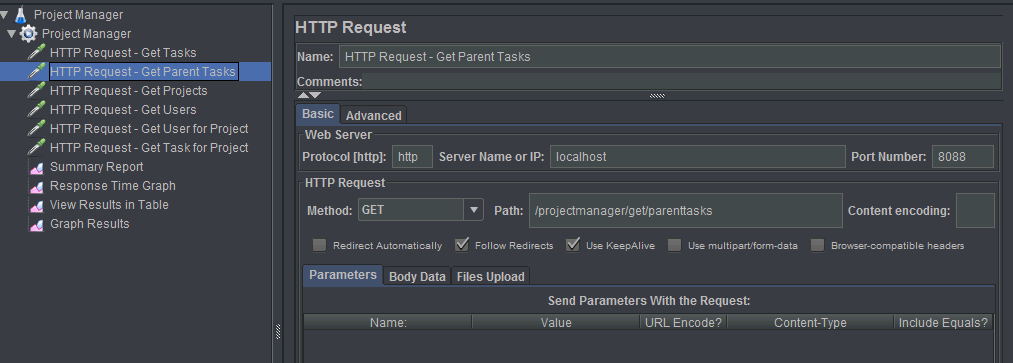 Project Manager
Project Manager
HTTP Request - Get Tasks
HTTP Request - Get Parent Tasks
HTTP Request - Get Projects
HTTP Request - Get Users
HTTP Request - Get User for Project
HTTP Request - Get Task for Project
Summary Report
Response Time Graph
View Results in Table
Graph Results
HTTP Request
Name: HTTP Request - Get Parent Tasks
Comments:
Basic Advanced
Web Server
Protocol [http]: http Server Name or IP: localhost Port Number: 8088
HTTP Request
Method: GET Path: /projectmanager/get/parenttasks Content encoding:
Redirect Automatically Follow Redirects Use KeepAlive Use multipart/form-data Browser-compatible headers
Parameters Body Data Files Upload
Send Parameters With the Request:
Name: Value URL Encode? Content-Type Include Equals?